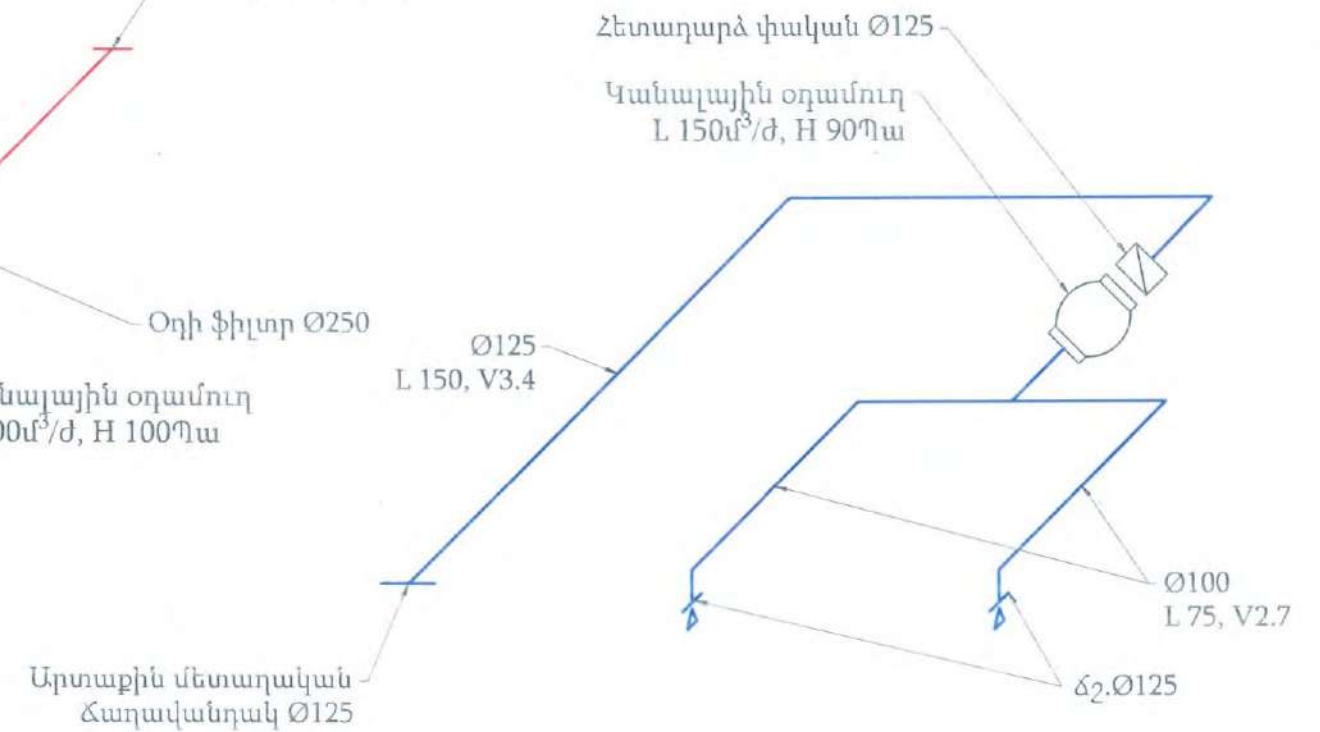 Հետադարձ փական Ø125
Կանալային օդամուղ
L 150մ³/ժ, H 90Պա
Օդի ֆիլտր Ø250
Ø125
L 150, V3.4
նալային օդամուղ
00մ³/ժ, H 100Պա
Ø100
L 75, V2.7
ճշ.Ø125
Արտաքին մետաղական
ճաղավանդակ Ø125